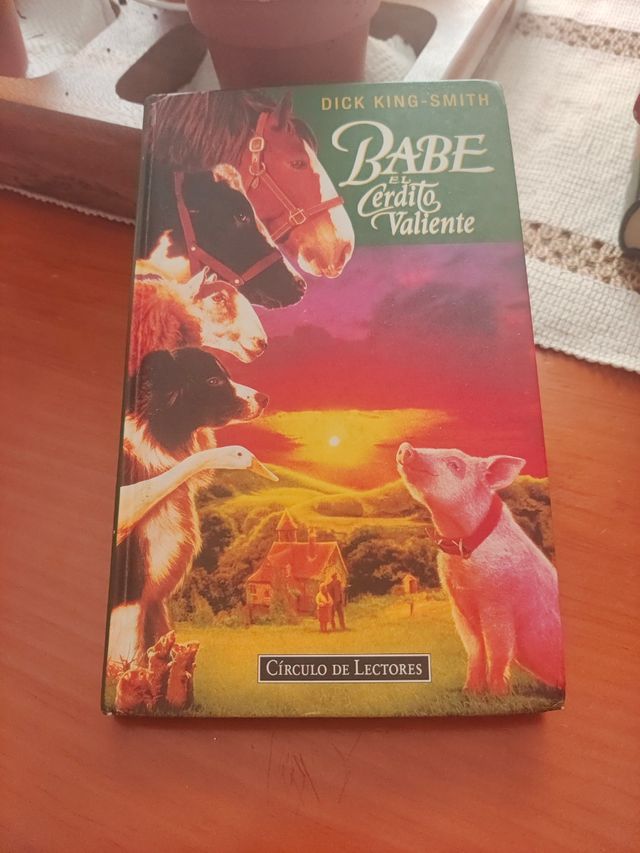 DICK KING-SMITH
BABE
EL
Cerdito
Valiente
CÍRCULO DE LECTORES